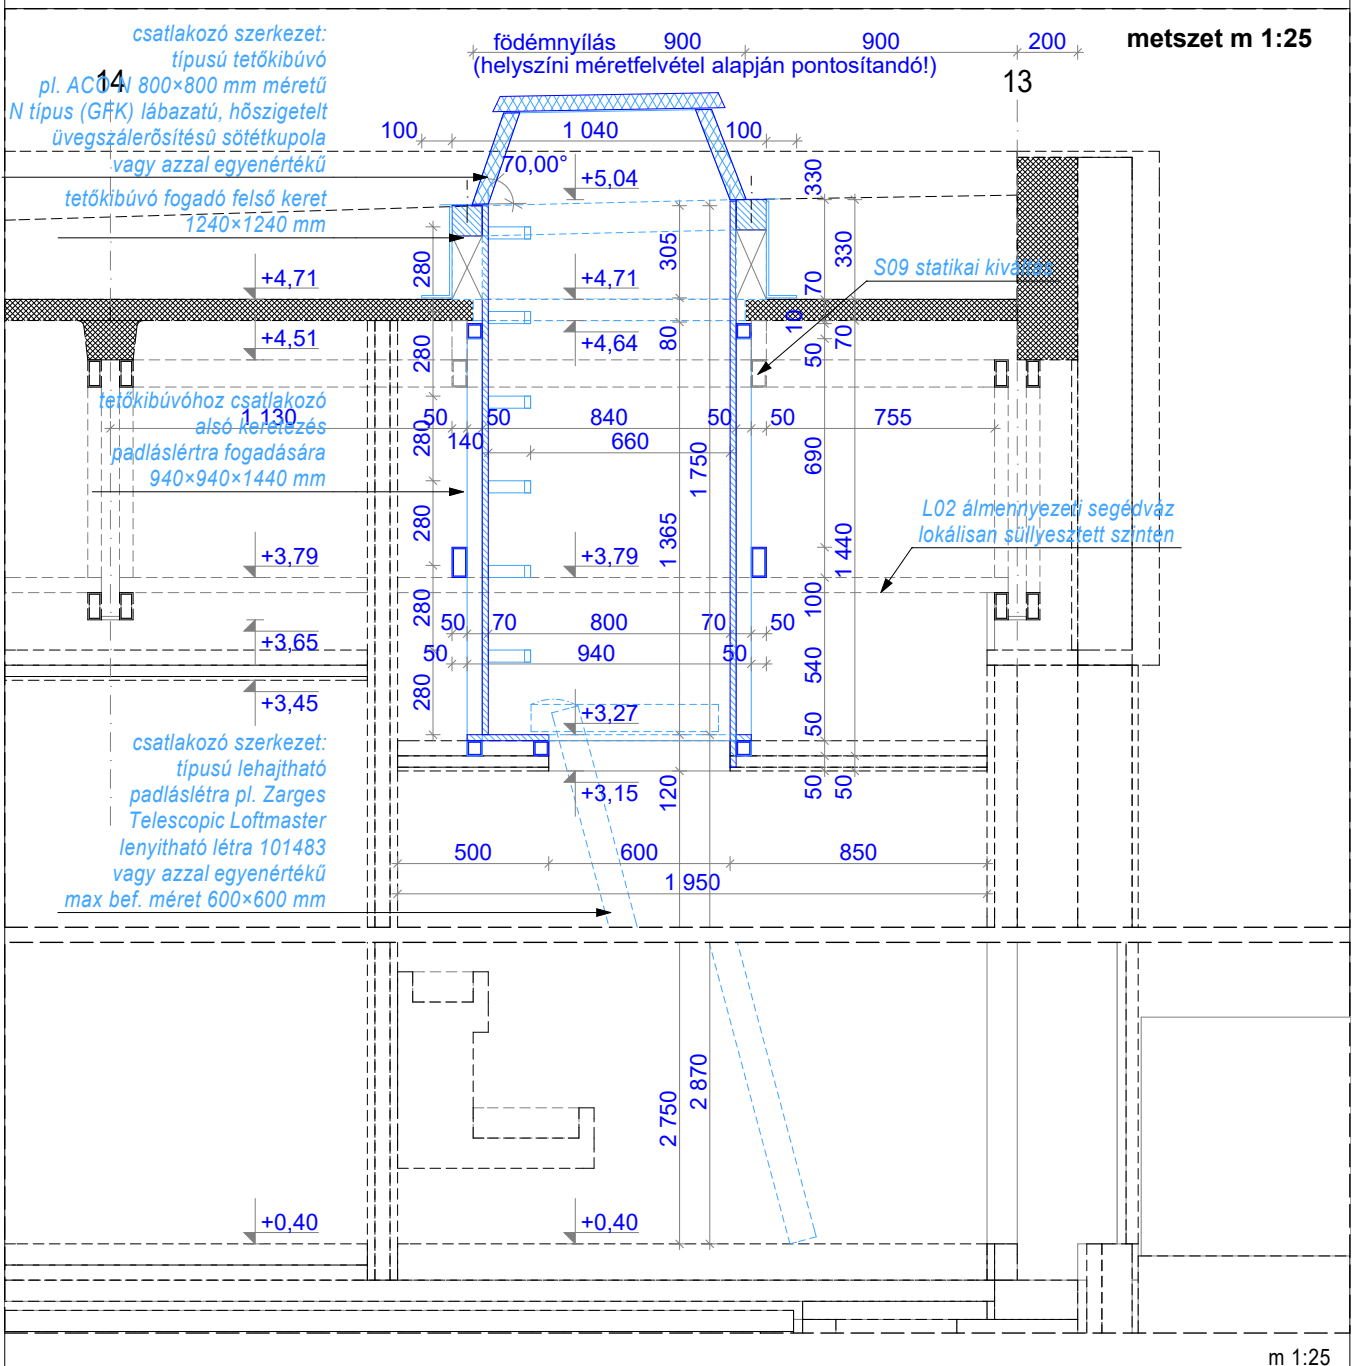 csatlakozó szerkezet:
típusú tetőkibúvó
pl. ACO N 800×800 mm méretű
N típus (GFK) lábazatú, hőszigetelt
üvegszálerősítésű sötétkupola
vagy azzal egyenértékű
tetőkibúvó fogadó felső keret
1240×1240 mm
14
födémnyílás 900 900 200
(helyszíni méretfelvétel alapján pontosítandó!)
metszet m 1:25
13
100 1 040 100
70,00°
+5,04
330
305
330
280
+4,71
+4,71
70
S09 statikai kiváltás
10
+4,51
+4,64
80
50
70
280
tetőkibúvóhoz csatlakozó
alsó keretezés
padláslértra fogadására
940×940×1440 mm
1 130 50 50 840 50 50 755
140 660
280
690
1 750
280
L02 álmennyezeti segédváz
lokálisan süllyesztett szinten
1 365
1 440
+3,79
+3,79
100
280
+3,65
50 70 800 70 50
50 940 50
540
+3,45
280
+3,27
50
csatlakozó szerkezet:
típusú lehajtható
padláslétra pl. Zarges
Telescopic Loftmaster
lenyitható létra 101483
vagy azzal egyenértékű
max bef. méret 600×600 mm
+3,15
120
50
50
500 600 850
1 950
2 750
2 870
+0,40
+0,40
m 1:25